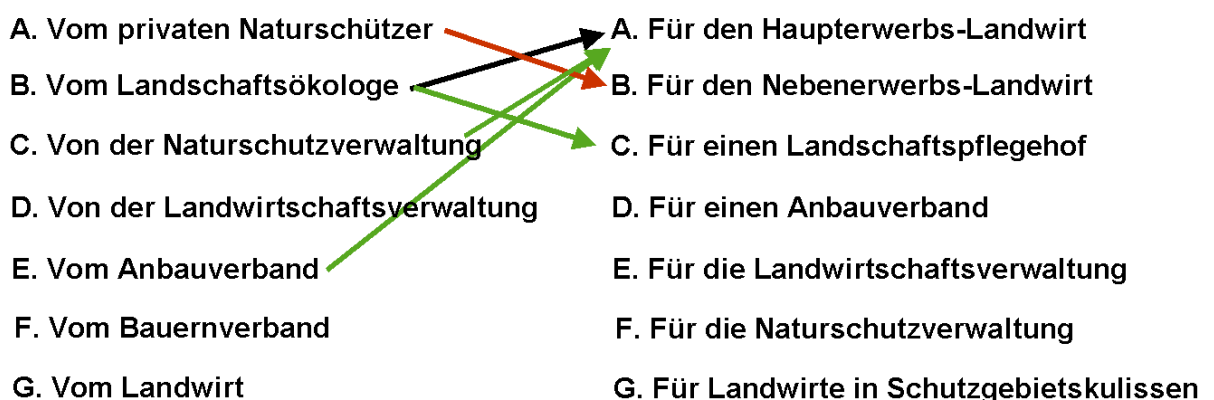 A. Vom privaten Naturschützer
B. Vom Landschaftsökologe
C. Von der Naturschutzverwaltung
D. Von der Landwirtschaftsverwaltung
E. Vom Anbauverband
F. Vom Bauernverband
G. Vom Landwirt
A. Für den Haupterwerbs-Landwirt
B. Für den Nebenerwerbs-Landwirt
C. Für einen Landschaftspflegehof
D. Für einen Anbauverband
E. Für die Landwirtschaftsverwaltung
F. Für die Naturschutzverwaltung
G. Für Landwirte in Schutzgebietskulissen